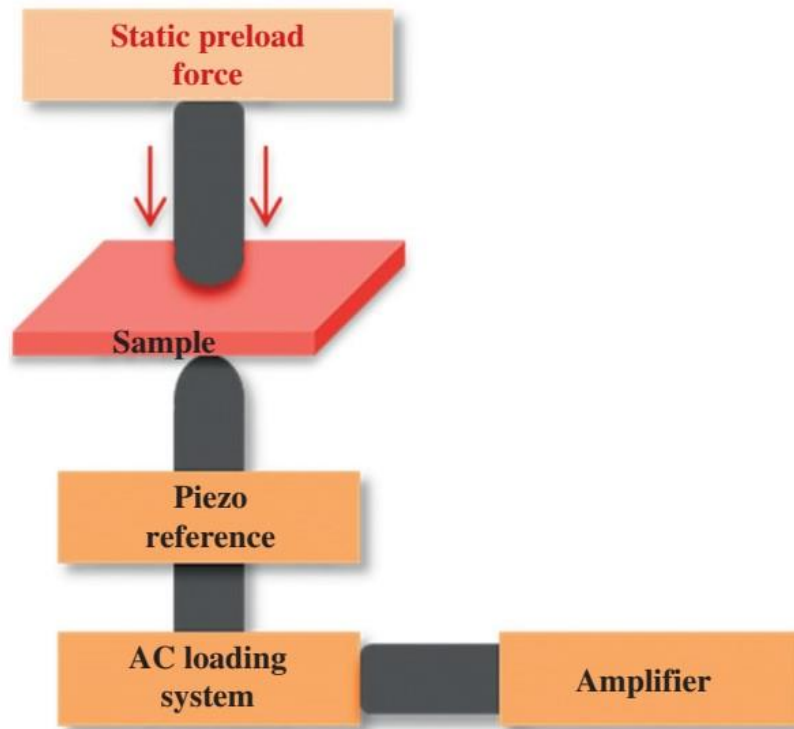 Static preload
force
Sample
Piezo
reference
AC loading
system
Amplifier